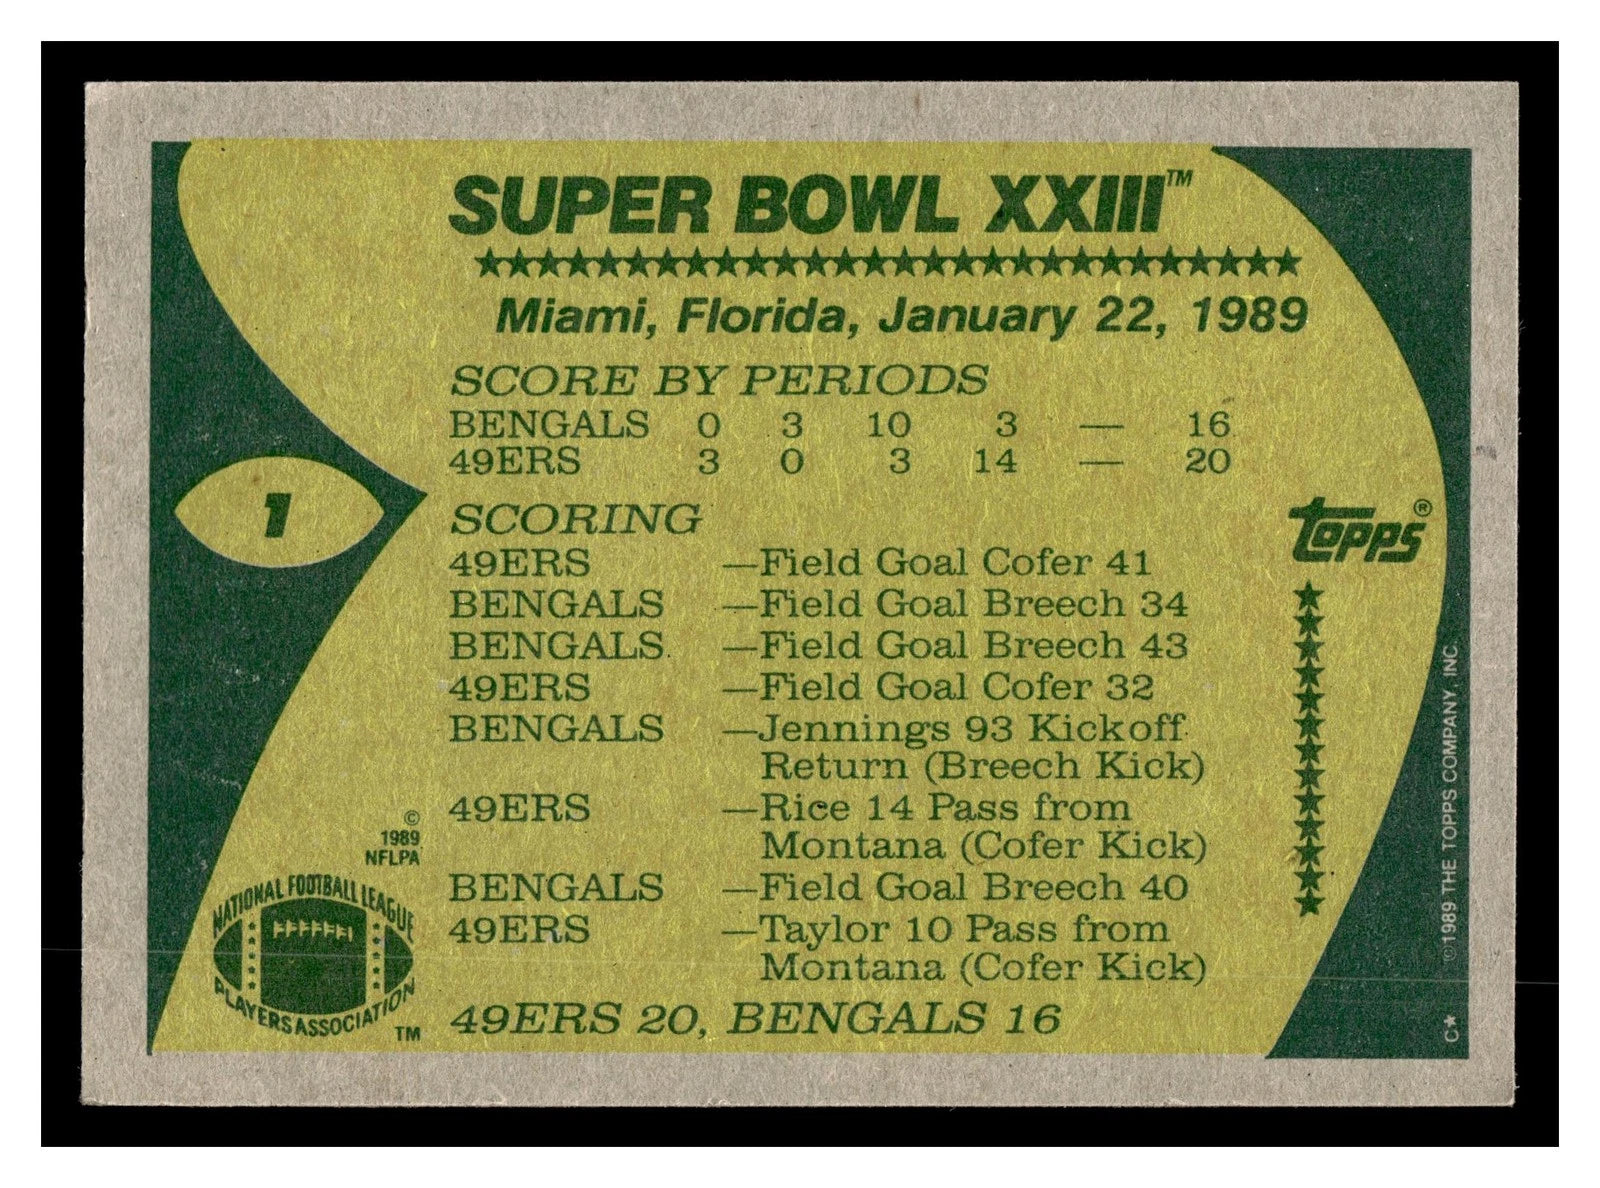 SUPER BOWL XXIII™
Miami, Florida, January 22, 1989
SCORE BY PERIODS
BENGALS 0 3 10 3 — 16
49ERS 3 0 3 14 — 20
1
SCORING
49ERS —Field Goal Cofer 41
BENGALS —Field Goal Breech 34
BENGALS —Field Goal Breech 43
49ERS —Field Goal Cofer 32
BENGALS —Jennings 93 Kickoff
Return (Breech Kick)
49ERS —Rice 14 Pass from
Montana (Cofer Kick)
BENGALS —Field Goal Breech 40
49ERS —Taylor 10 Pass from
Montana (Cofer Kick)
49ERS 20, BENGALS 16
topps®
©
1989
NFLPA
NATIONAL FOOTBALL LEAGUE
PLAYERS ASSOCIATION
™
C★ ©1989 THE TOPPS COMPANY, INC.